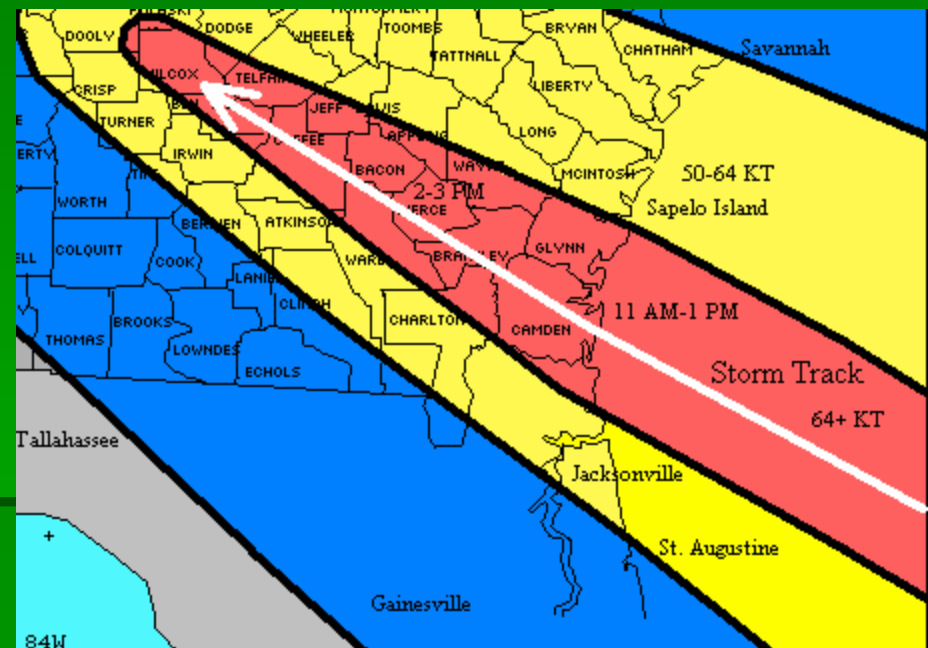 DODGE
TOOMBS
BRYAN
DOOLY
WHEELER
TATTNALL
CHATHAM
Savannah
CRISP
WILCOX
TELFAIR
LIBERTY
TURNER
JEFF DAVIS
LONG
IRWIN
COFFEE
APPLING
BACON
WAYNE
MCINTOSH
50-64 KT
2-3 PM
WORTH
PIERCE
Sapelo Island
BERRIEN
ATKINSON
COLQUITT
COOK
WARE
BRANTLEY
GLYNN
LANIER
CLINCH
11 AM-1 PM
BROOKS
CHARLTON
CAMDEN
THOMAS
LOWNDES
ECHOLS
Storm Track
64+ KT
Tallahassee
Jacksonville
St. Augustine
Gainesville
84W